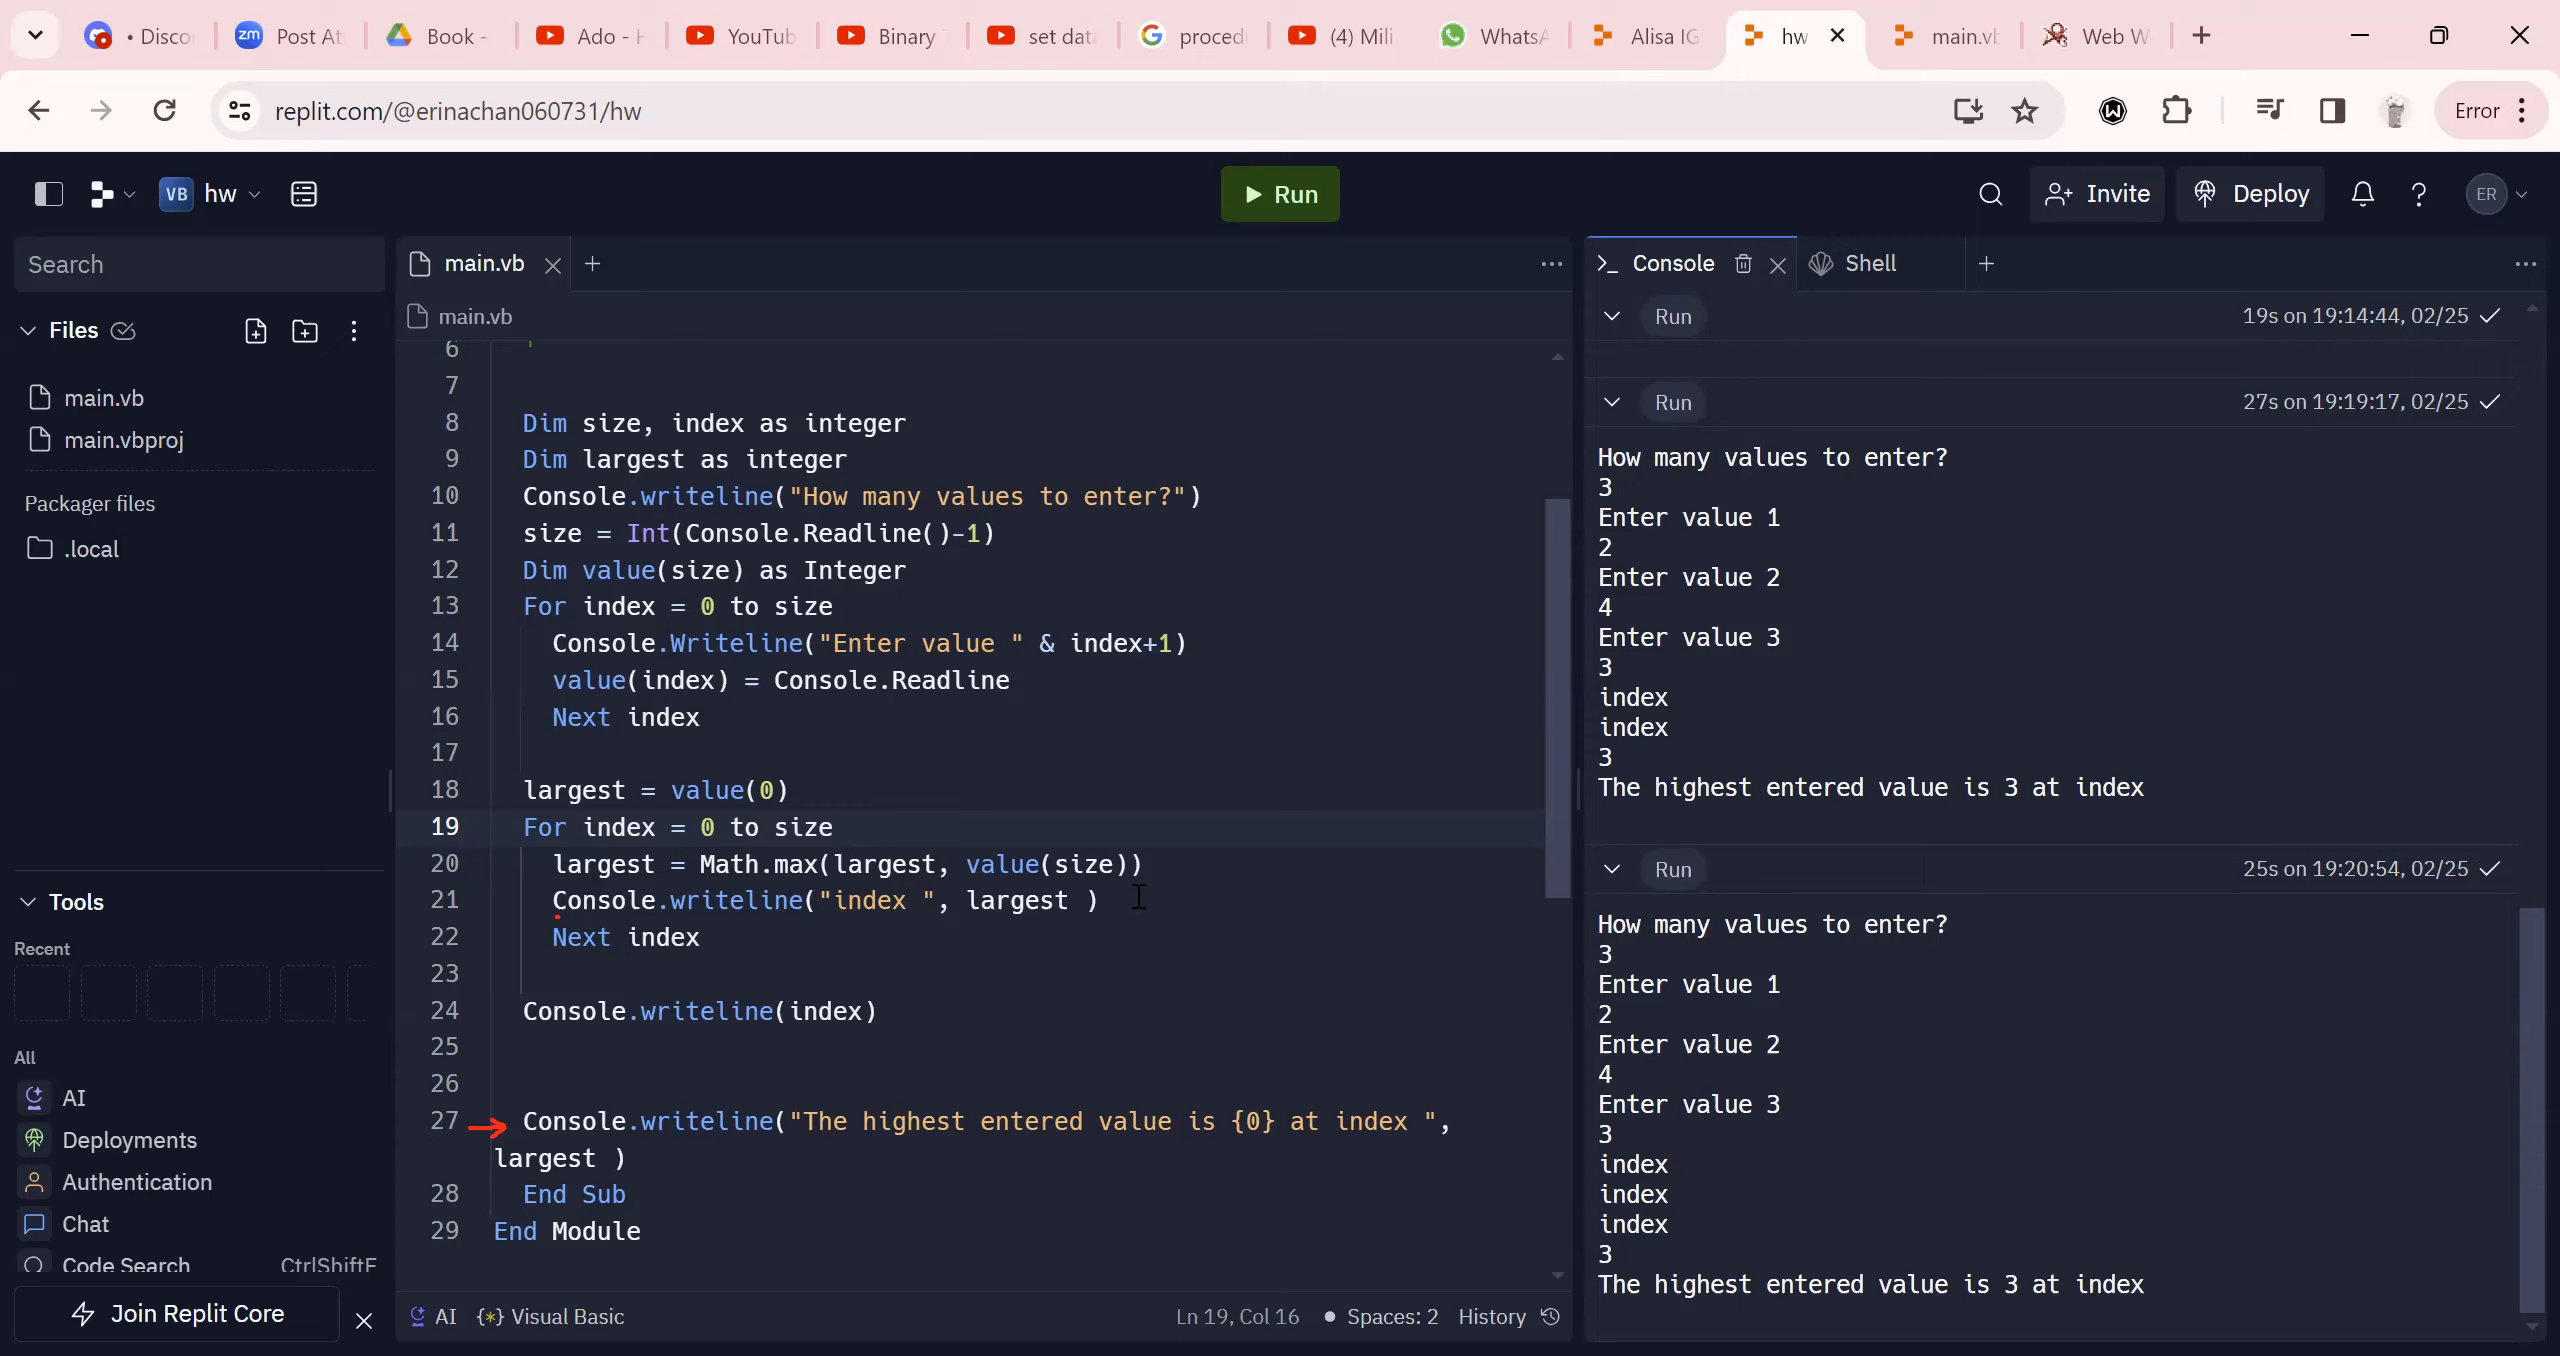 • Disco
Post At
Book -
Ado - H
YouTub
Binary
set data
proced
(4) Mili
WhatsA
Alisa IG
hw
main.vb
Web W
replit.com/@erinachan060731/hw
Error
VB hw
Run
Invite
Deploy
ER
Search
Files
main.vb
main.vbproj
Packager files
.local
Tools
Recent
All
AI
Deployments
Authentication
Chat
Code Search CtrlShiftF
Join Replit Core
main.vb
main.vb
6
7
8 Dim size, index as integer
9 Dim largest as integer
10 Console.writeline("How many values to enter?")
11 size = Int(Console.Readline()-1)
12 Dim value(size) as Integer
13 For index = 0 to size
14 Console.Writeline("Enter value " & index+1)
15 value(index) = Console.Readline
16 Next index
17
18 largest = value(0)
19 For index = 0 to size
20 largest = Math.max(largest, value(size))
21 Console.writeline("index ", largest )
22 Next index
23
24 Console.writeline(index)
25
26
27 Console.writeline("The highest entered value is {0} at index ",
largest )
28 End Sub
29 End Module
AI {*} Visual Basic Ln 19, Col 16 • Spaces: 2 History
Console
Shell
Run 19s on 19:14:44, 02/25
Run 27s on 19:19:17, 02/25
How many values to enter?
3
Enter value 1
2
Enter value 2
4
Enter value 3
3
index
index
3
The highest entered value is 3 at index
Run 25s on 19:20:54, 02/25
How many values to enter?
3
Enter value 1
2
Enter value 2
4
Enter value 3
3
index
index
index
3
The highest entered value is 3 at index